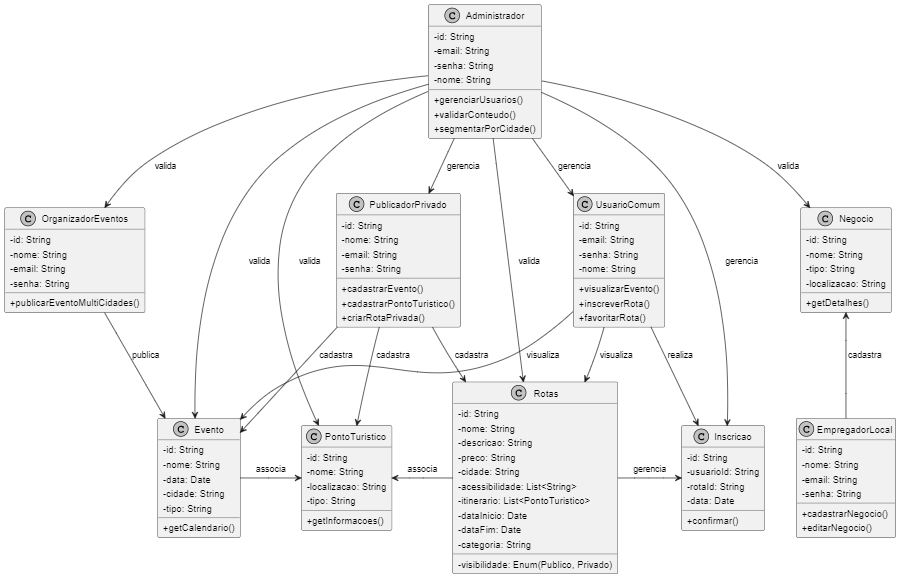 C Administrador
-id: String
-email: String
-senha: String
-nome: String
+gerenciarUsuarios()
+validarConteudo()
+segmentarPorCidade()
valida
gerencia
gerencia
valida
C OrganizadorEventos
-id: String
-nome: String
-email: String
-senha: String
+publicarEventoMultiCidades()
C PublicadorPrivado
-id: String
-nome: String
-email: String
-senha: String
+cadastrarEvento()
+cadastrarPontoTuristico()
+criarRotaPrivada()
C UsuarioComum
-id: String
-email: String
-senha: String
-nome: String
+visualizarEvento()
+inscreverRota()
+favoritarRota()
C Negocio
-id: String
-nome: String
-tipo: String
-localizacao: String
+getDetalhes()
valida
valida
valida
gerencia
publica
cadastra
cadastra
cadastra
visualiza
visualiza
realiza
cadastra
C Evento
-id: String
-nome: String
-data: Date
-cidade: String
-tipo: String
+getCalendario()
associa
C PontoTuristico
-id: String
-nome: String
-localizacao: String
-tipo: String
+getInformacoes()
associa
C Rotas
-id: String
-nome: String
-descricao: String
-preco: String
-cidade: String
-acessibilidade: List<String>
-itinerario: List<PontoTuristico>
-dataInicio: Date
-dataFim: Date
-categoria: String
-visibilidade: Enum(Publico, Privado)
gerencia
C Inscricao
-id: String
-usuarioId: String
-rotaId: String
-data: Date
+confirmar()
C EmpregadorLocal
-id: String
-nome: String
-email: String
-senha: String
+cadastrarNegocio()
+editarNegocio()